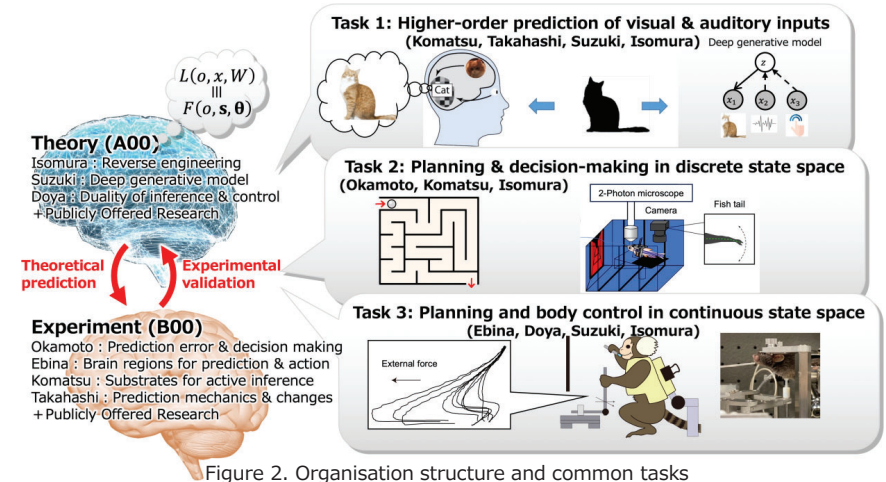 L(o, x, W)
≡
F(o, s, θ)
Theory (A00)
Isomura : Reverse engineering
Suzuki : Deep generative model
Doya : Duality of inference & control
+Publicly Offered Research
Theoretical
prediction
Experimental
validation
Experiment (B00)
Okamoto : Prediction error & decision making
Ebina : Brain regions for prediction & action
Komatsu : Substrates for active inference
Takahashi : Prediction mechanics & changes
+Publicly Offered Research
Task 1: Higher-order prediction of visual & auditory inputs
(Komatsu, Takahashi, Suzuki, Isomura)
Deep generative model
Cat
z
x₁ x₂ x₃
Task 2: Planning & decision-making in discrete state space
(Okamoto, Komatsu, Isomura)
2-Photon microscope
Camera
Fish tail
Task 3: Planning and body control in continuous state space
(Ebina, Doya, Suzuki, Isomura)
External force
Figure 2. Organisation structure and common tasks